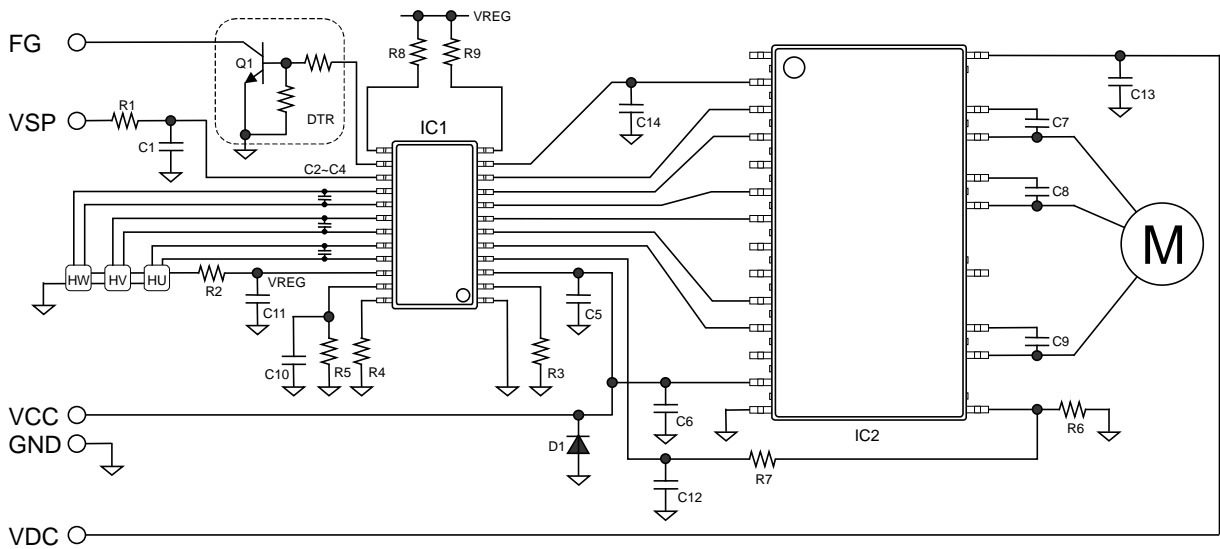 VREG
FG
R8
R9
Q1
DTR
R1
VSP
C1
IC1
C14
C13
C7
C2~C4
C8
M
HW
HV
HU
R2
VREG
C11
C5
C10
R5
R4
R3
C9
VCC
C6
R6
GND
D1
IC2
R7
C12
VDC